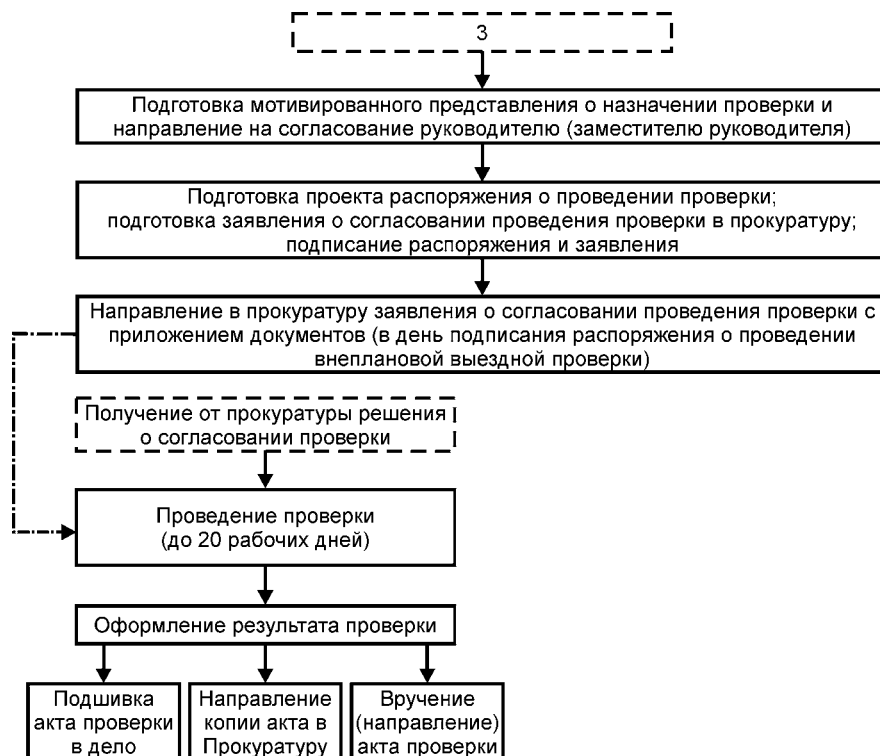 3
Подготовка мотивированного представления о назначении проверки и
направление на согласование руководителю (заместителю руководителя)
Подготовка проекта распоряжения о проведении проверки;
подготовка заявления о согласовании проведения проверки в прокуратуру;
подписание распоряжения и заявления
Направление в прокуратуру заявления о согласовании проведения проверки с
приложением документов (в день подписания распоряжения о проведении
внеплановой выездной проверки)
Получение от прокуратуры решения
о согласовании проверки
Проведение проверки
(до 20 рабочих дней)
Оформление результата проверки
Подшивка
акта проверки
в дело
Направление
копии акта в
Прокуратуру
Вручение
(направление)
акта проверки